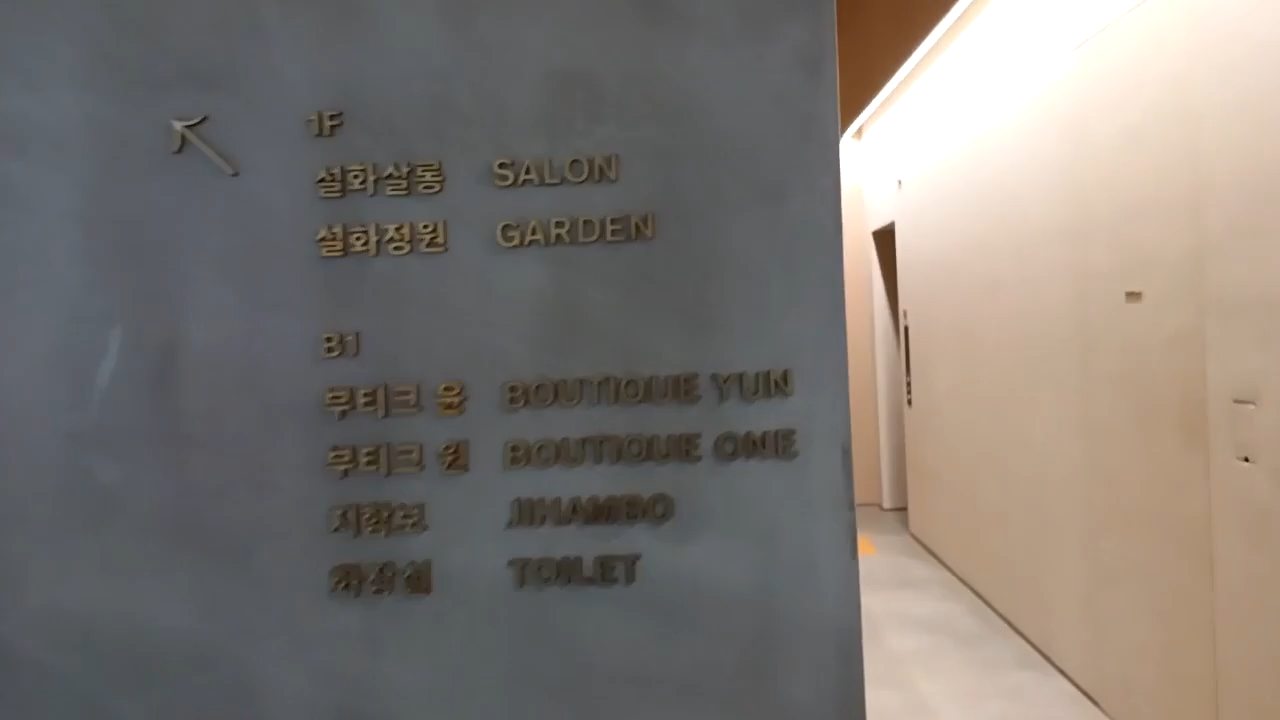 1F
설화살롱 SALON
설화정원 GARDEN
B1
부티크 윤 BOUTIQUE YUN
부티크 원 BOUTIQUE ONE
지함보 JIHAMBO
화장실 TOILET